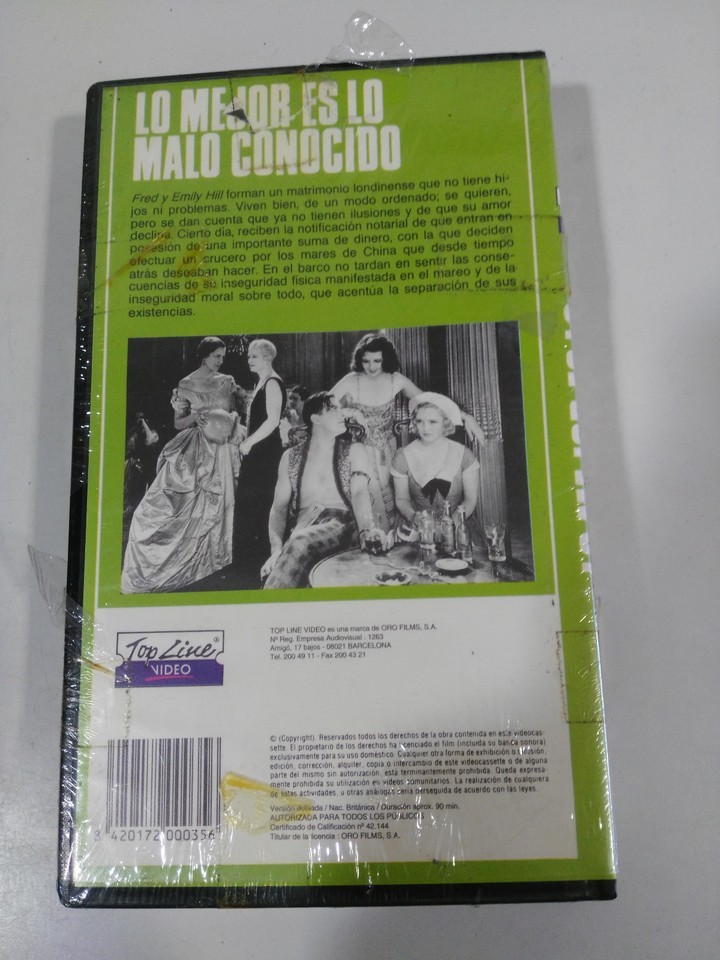 LO MEJOR ES LO
MALO CONOCIDO
Fred y Emily Hill forman un matrimonio londinense que no tiene hi-
jos ni problemas. Viven bien, de un modo ordenado; se quieren,
pero se dan cuenta que ya no tienen ilusiones y de que su amor
declina. Cierto día, reciben la notificación notarial de que entran en
posesión de una importante suma de dinero, con la que deciden
efectuar un crucero por los mares de China que desde tiempo
atrás deseaban hacer. En el barco no tardan en sentir las conse-
cuencias de su inseguridad física manifestada en el mareo y de la
inseguridad moral sobre todo, que acentúa la separación de sus
existencias.
Top Line ®
VIDEO
TOP LINE VIDEO es una marca de ORO FILMS, S.A.
Nº Reg. Empresa Audiovisual : 1263
Amigó, 17 bajos - 08021 BARCELONA
Tel. 200 49 11 - Fax 200 43 21
© (Copyright). Reservados todos los derechos de la obra contenida en este videocas-
sette. El propietario de los derechos ha licenciado el film (incluida su banda sonora)
exclusivamente para su uso doméstico. Cualquier otra forma de exhibición o difusión,
edición, corrección, alquiler, copia o intercambio de este videocassette o de alguna
parte del mismo sin autorización, está terminantemente prohibida. Queda expresa-
mente prohibida su utilización en videos comunitarios. La realización de cualquiera
de estas actividades, u otras análogas sería perseguida de acuerdo con las leyes.
Versión doblada / Nac. Británica / Duración aprox. 90 min.
AUTORIZADA PARA TODOS LOS PÚBLICOS
Certificado de Calificación nº 42.144
Titular de la licencia : ORO FILMS, S.A.
8 420172 000356